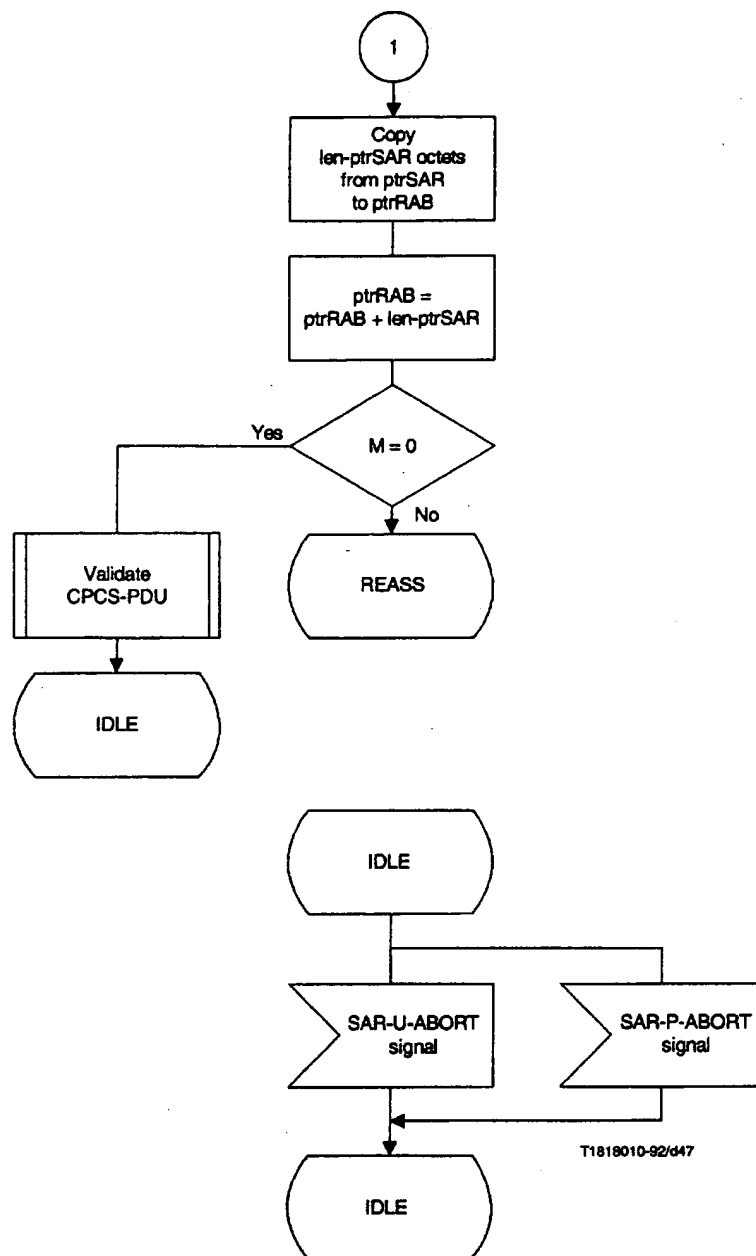 1
Copy
len-ptrSAR octets
from ptrSAR
to ptrRAB
ptrRAB =
ptrRAB + len-ptrSAR
Yes
M = 0
No
Validate
CPCS-PDU
REASS
IDLE
IDLE
SAR-U-ABORT
signal
SAR-P-ABORT
signal
T1818010-92/d47
IDLE